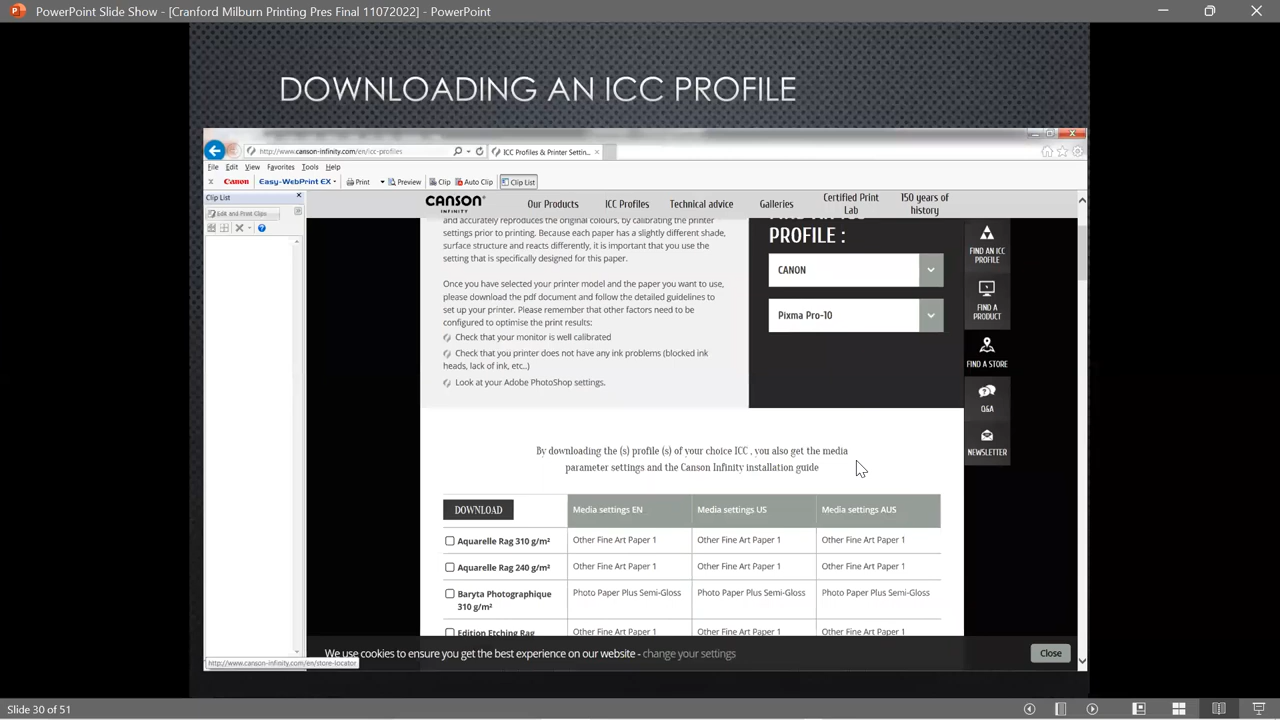 PowerPoint Slide Show - [Cranford Milburn Printing Pres Final 11072022] - PowerPoint
DOWNLOADING AN ICC PROFILE
http://www.canson-infinity.com/en/icc-profiles
ICC Profiles & Printer Settin...
File Edit View Favorites Tools Help
x Canon Easy-WebPrint EX Print Preview Clip Auto Clip Clip List
Clip List
Edit and Print Clips
CANSON
INFINITY
Our Products
ICC Profiles
Technical advice
Galleries
Certified Print
Lab
150 years of
history
and accurately reproduces the original colours, by calibrating the printer
settings prior to printing. Because each paper has a slightly different shade,
surface structure and reacts differently, it is important that you use the
setting that is specifically designed for this paper.
Once you have selected your printer model and the paper you want to use,
please download the pdf document and follow the detailed guidelines to
set up your printer. Please remember that other factors need to be
configured to optimise the print results:
Check that your monitor is well calibrated
Check that you printer does not have any ink problems (blocked ink
heads, lack of ink, etc..)
Look at your Adobe PhotoShop settings.
FIND AN ICC
PROFILE :
CANON
Pixma Pro-10
FIND AN ICC
PROFILE
FIND A
PRODUCT
FIND A STORE
Q&A
NEWSLETTER
By downloading the (s) profile (s) of your choice ICC , you also get the media
parameter settings and the Canson Infinity installation guide
DOWNLOAD Media settings EN Media settings US Media settings AUS
Aquarelle Rag 310 g/m² Other Fine Art Paper 1 Other Fine Art Paper 1 Other Fine Art Paper 1
Aquarelle Rag 240 g/m² Other Fine Art Paper 1 Other Fine Art Paper 1 Other Fine Art Paper 1
Baryta Photographique Photo Paper Plus Semi-Gloss Photo Paper Plus Semi-Gloss Photo Paper Plus Semi-Gloss
310 g/m²
Edition Etching Rag Other Fine Art Paper 1 Other Fine Art Paper 1 Other Fine Art Paper 1
We use cookies to ensure you get the best experience on our website - change your settings
Close
http://www.canson-infinity.com/en/store-locator
Slide 30 of 51